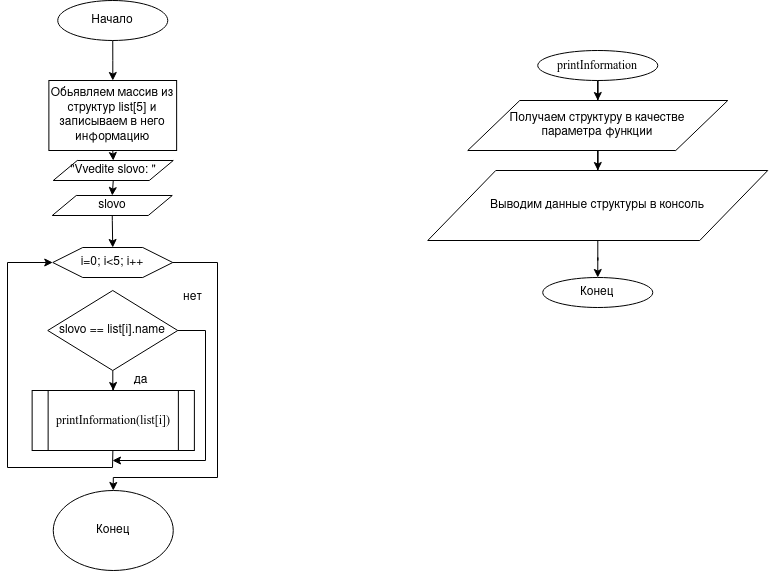 Начало
Обьявляем массив из
структур list[5] и
записываем в него
информацию
"Vvedite slovo: "
slovo
i=0; i<5; i++
нет
slovo == list[i].name
да
printInformation(list[i])
Конец
printInformation
Получаем структуру в качестве
параметра функции
Выводим данные структуры в консоль
Конец